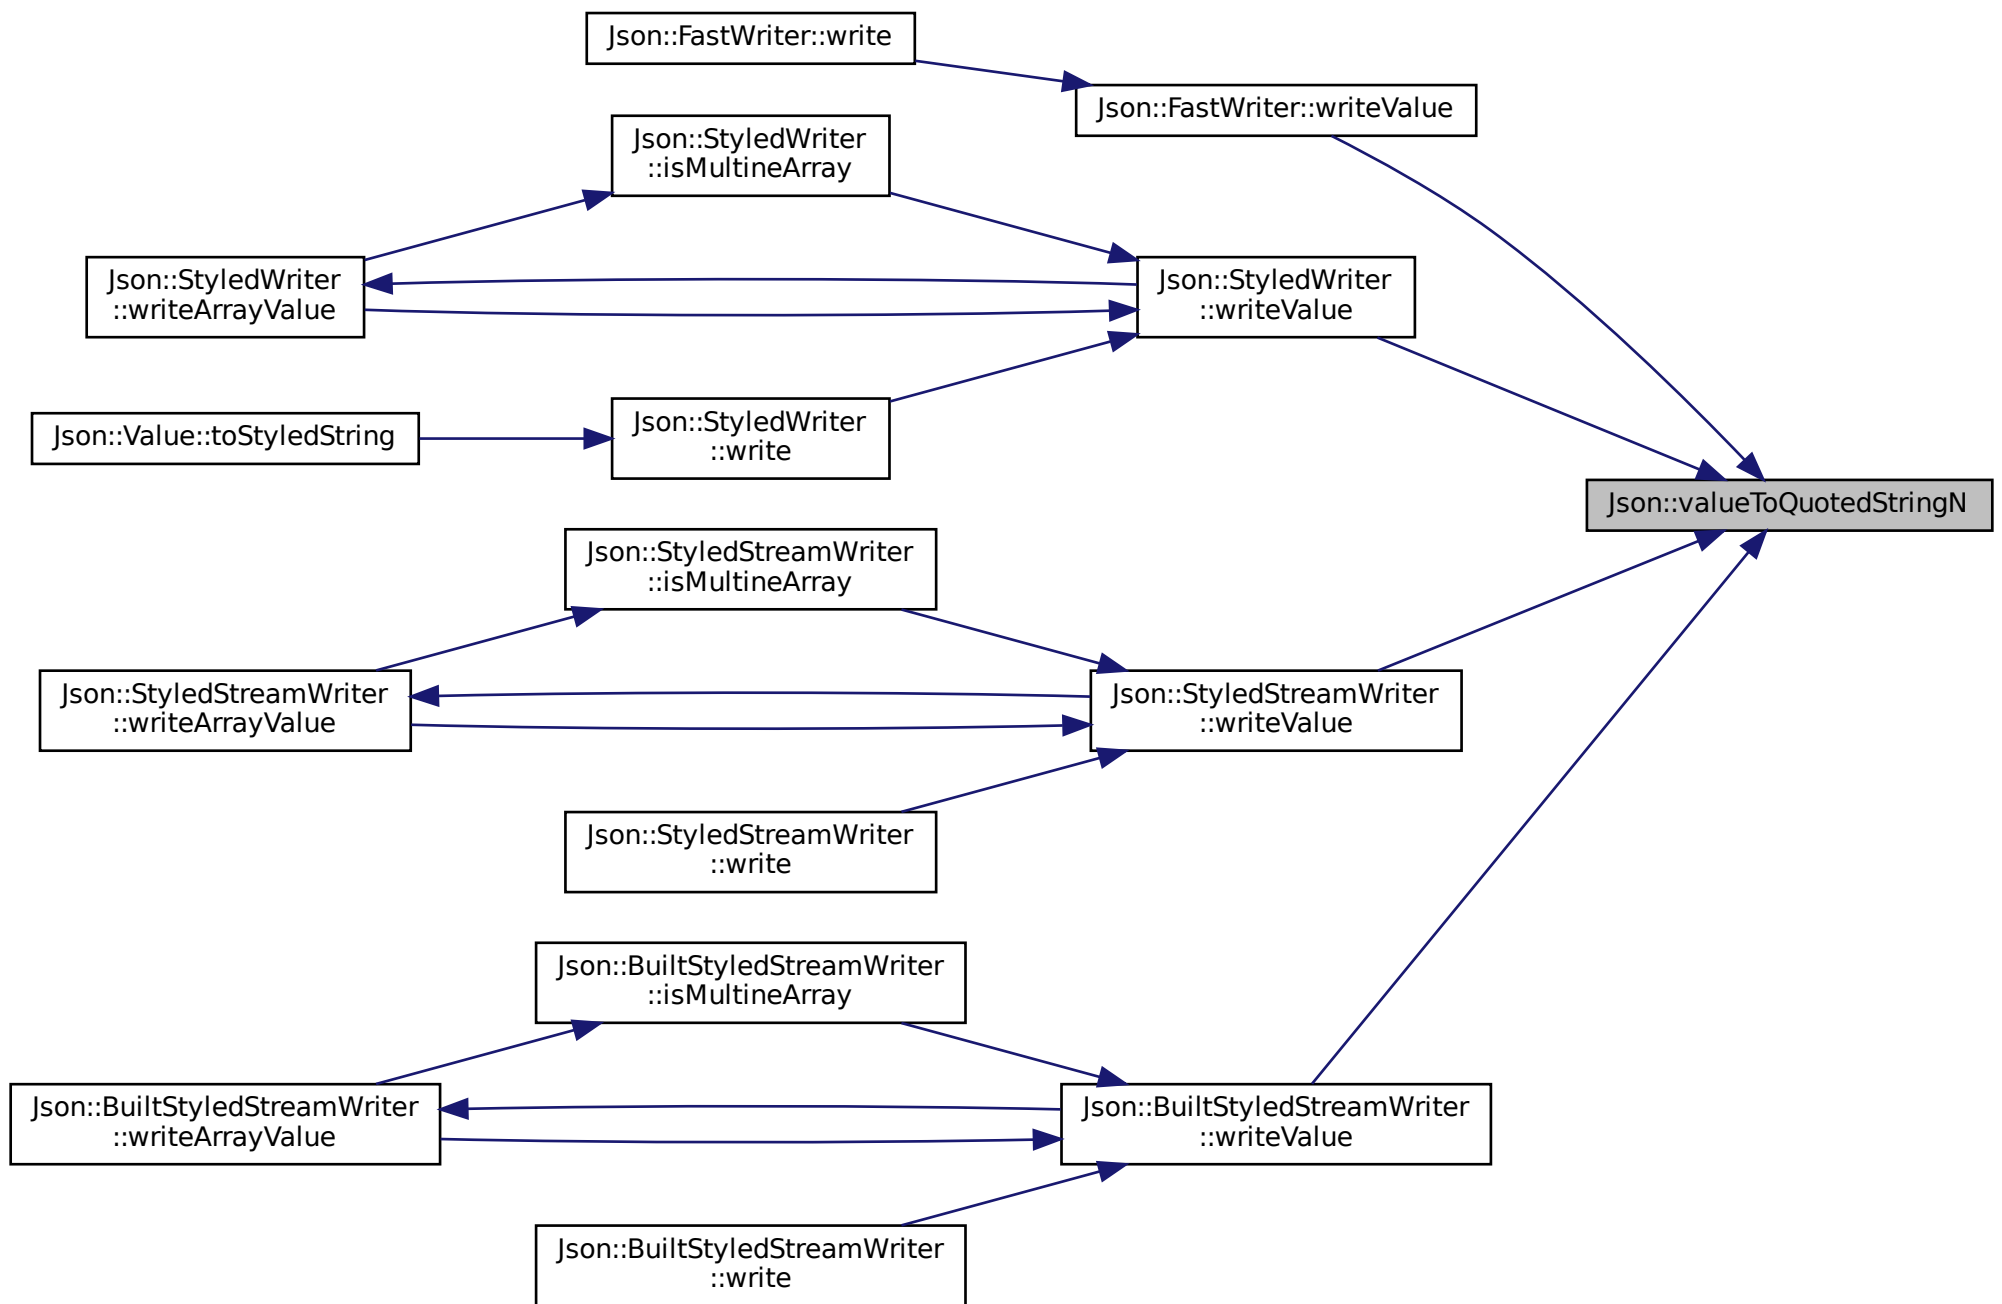 Json::FastWriter::write
Json::FastWriter::writeValue
Json::StyledWriter
::isMultineArray
Json::StyledWriter
::writeArrayValue
Json::StyledWriter
::writeValue
Json::Value::toStyledString
Json::StyledWriter
::write
Json::valueToQuotedStringN
Json::StyledStreamWriter
::isMultineArray
Json::StyledStreamWriter
::writeArrayValue
Json::StyledStreamWriter
::writeValue
Json::StyledStreamWriter
::write
Json::BuiltStyledStreamWriter
::isMultineArray
Json::BuiltStyledStreamWriter
::writeArrayValue
Json::BuiltStyledStreamWriter
::writeValue
Json::BuiltStyledStreamWriter
::write